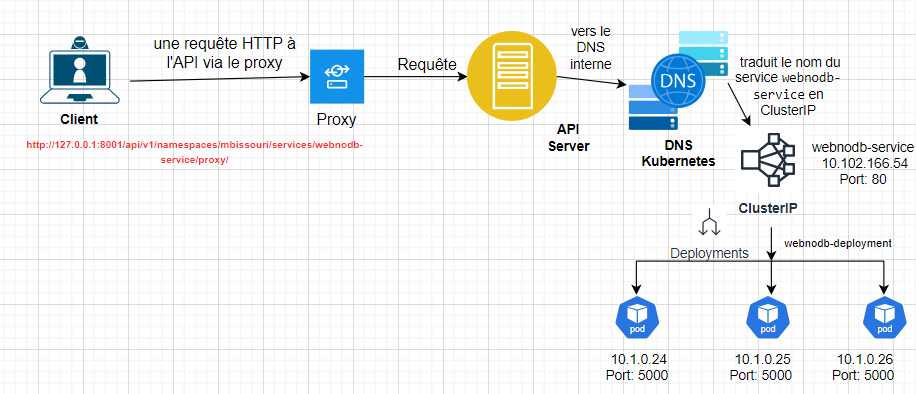 une requête HTTP à
l'API via le proxy
Client
http://127.0.0.1:8001/api/v1/namespaces/mbissouri/services/webnodb-
service/proxy/
Proxy
Requête
API
Server
vers le
DNS
interne
DNS
DNS
Kubernetes
traduit le nom du
service webnodb-
service en
ClusterIP
webnodb-service
10.102.166.54
Port: 80
ClusterIP
Deployments
webnodb-deployment
pod
10.1.0.24
Port: 5000
pod
10.1.0.25
Port: 5000
pod
10.1.0.26
Port: 5000